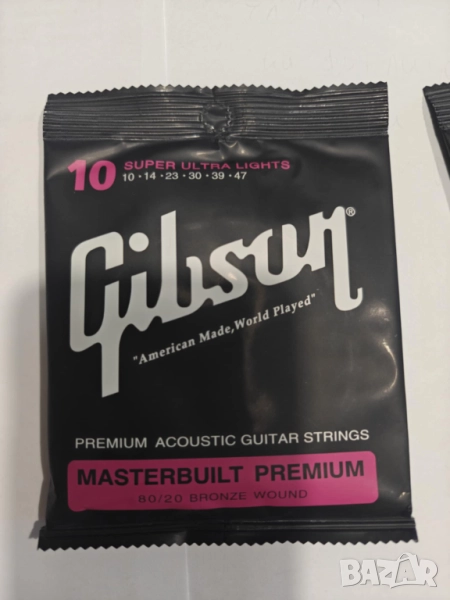 10 SUPER ULTRA LIGHTS
10 • 14 • 23 • 30 • 39 • 47
Gibson®
"American Made, World Played"
PREMIUM ACOUSTIC GUITAR STRINGS
MASTERBUILT PREMIUM
80/20 BRONZE WOUND
BAZAR